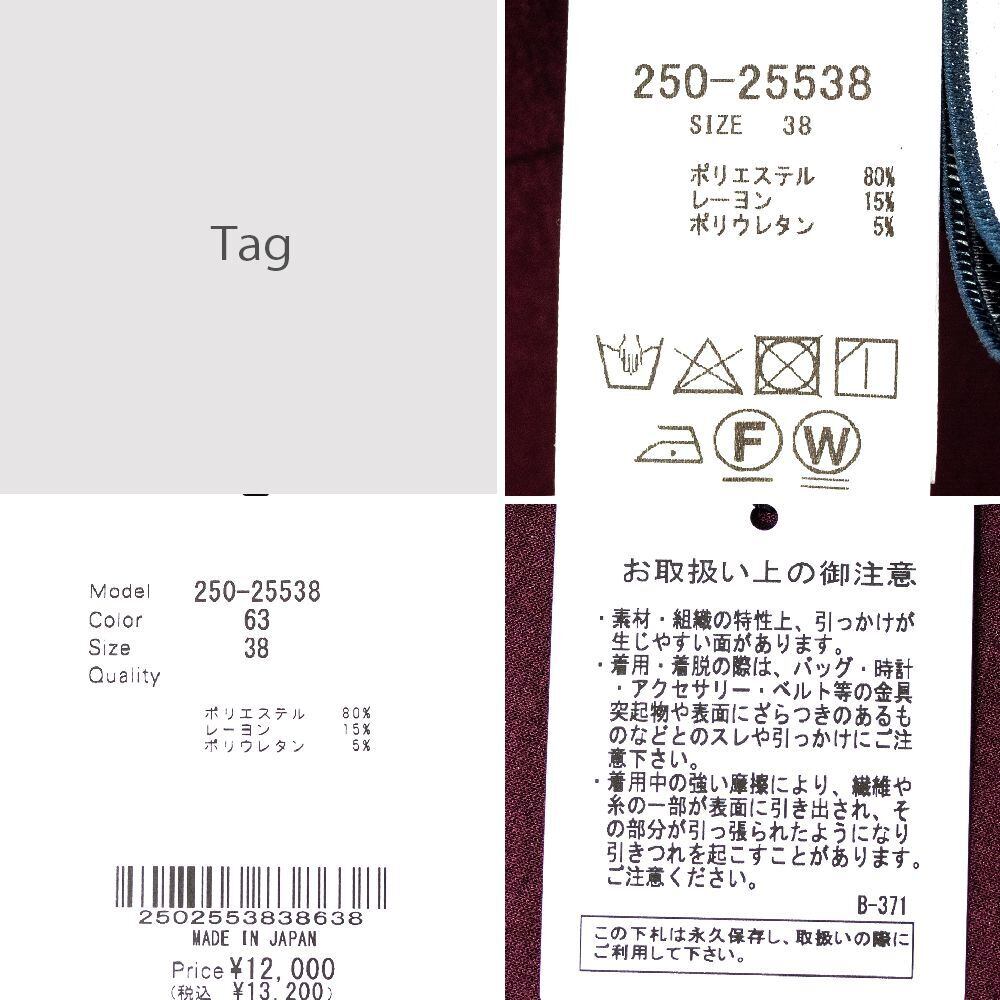 Tag
250-25538
SIZE 38
ポリエステル 80%
レーヨン 15%
ポリウレタン 5%
F W
Model 250-25538
Color 63
Size 38
Quality
ポリエステル 80%
レーヨン 15%
ポリウレタン 5%
2502553838638
MADE IN JAPAN
Price ¥12,000
(税込 ¥13,200)
お取扱い上の御注意
・素材・組織の特性上、引っかけが
生じやすい面があります。
・着用・着脱の際は、バッグ・時計
・アクセサリー・ベルト等の金具
突起物や表面にざらつきのあるも
のなどとのスレや引っかけにご注
意下さい。
・着用中の強い摩擦により、繊維や
糸の一部が表面に引き出され、そ
の部分が引っ張られたようになり
引きつれを起こすことがあります。
ご注意ください。
B-371
この下札は永久保存し、取扱いの際に
ご利用して下さい。